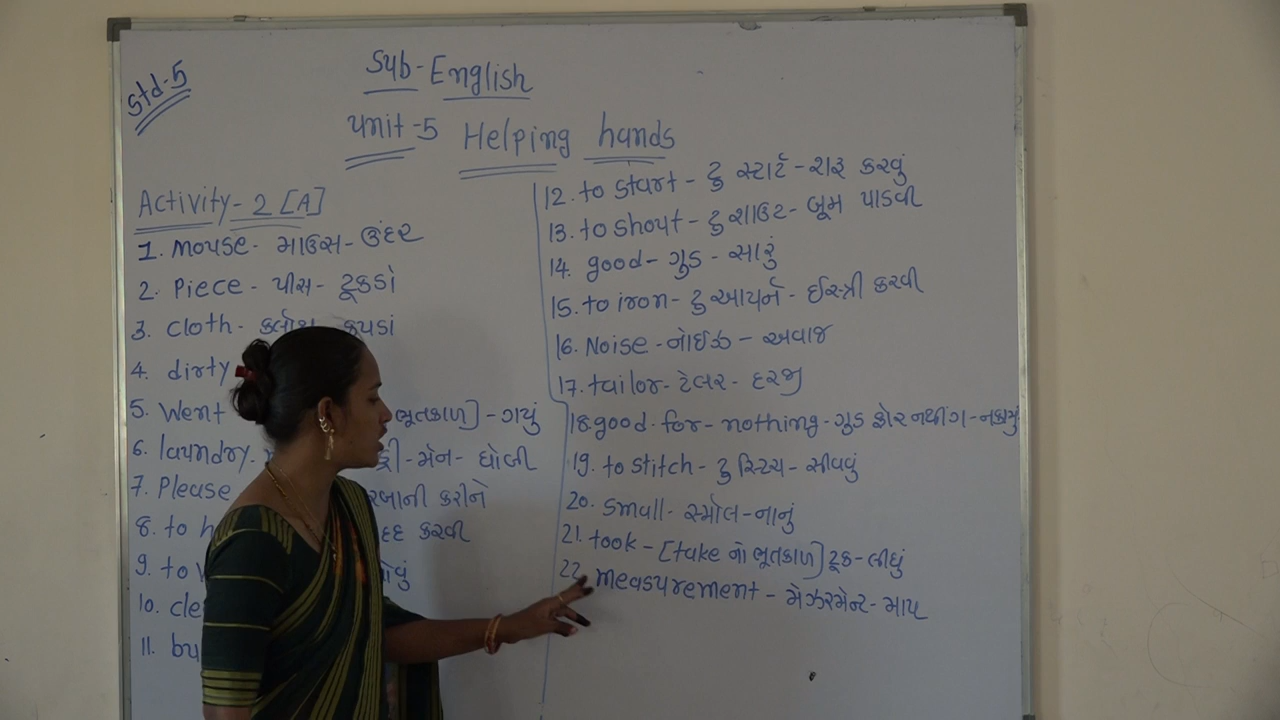 Std-5
Sub-English
Unit-5 Helping hands
Activity-2 [A]
1. Mouse- માઉસ- ઉંદર
2. Piece- પીસ- ટૂકડો
3. cloth- ક્લોથ- કપડાં
4. dirty
5. Went ભૂતકાળ]-ગયું
6. laundry- ડ્રી-મેન- ધોબી
7. Please રબાની કરીને
8. to h દદ કરવી
9. to w
10. cle
11. bu
12. to start- ટુ સ્ટાર્ટ-શરૂ કરવું
13. to shout- ટુ શાઉટ- બૂમ પાડવી
14. good- ગુડ- સારું
15. to iron- ટુ આયર્ન- ઈસ્ત્રી કરવી
16. Noise-નોઈઝ- અવાજ
17. tailor- ટેલર- દરજી
18. good-for-nothing-ગુડ ફોર નથીંગ-નકામું
19. to stitch- ટુ સ્ટિચ- સીવવું
20. small- સ્મોલ-નાનું
21. took-[take નો ભૂતકાળ] ટૂક-લીધું
22. measurement- મેઝરમેન્ટ-માપ